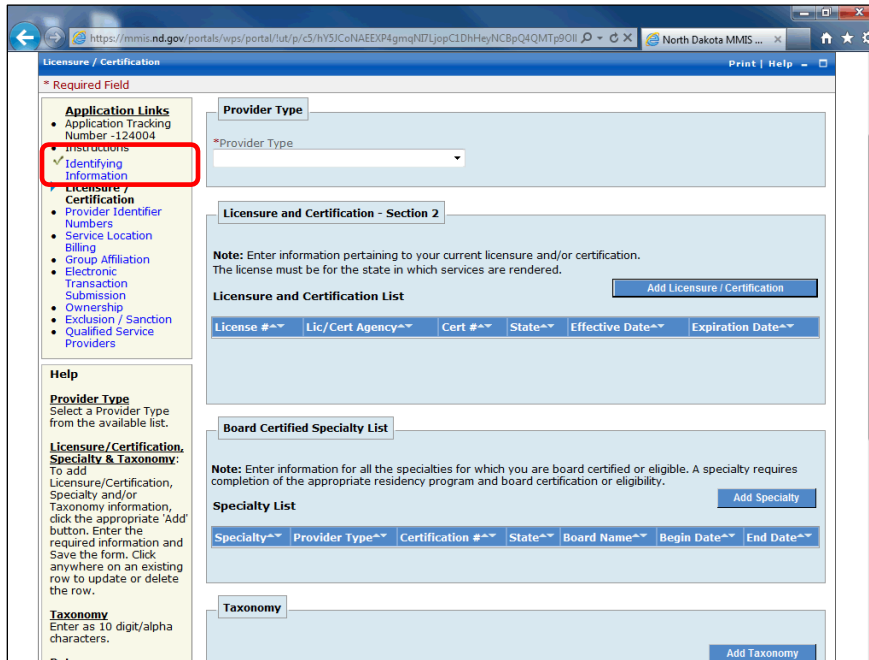 https://mmis.nd.gov/portals/wps/portal/!ut/p/c5/hY5JCoNAEEXP4gmqNI7LjopC1DhHeyNCBpQ4QMTp9OII
North Dakota MMIS ...
Licensure / Certification
Print | Help
* Required Field
Application Links
Application Tracking
Number -124004
Instructions
Identifying
Information
Licensure /
Certification
Provider Identifier
Numbers
Service Location
Billing
Group Affiliation
Electronic
Transaction
Submission
Ownership
Exclusion / Sanction
Qualified Service
Providers
Help
Provider Type
Select a Provider Type
from the available list.
Licensure/Certification,
Specialty & Taxonomy:
To add
Licensure/Certification,
Specialty and/or
Taxonomy information,
click the appropriate 'Add'
button. Enter the
required information and
Save the form. Click
anywhere on an existing
row to update or delete
the row.
Taxonomy
Enter as 10 digit/alpha
characters.
Provider Type
*Provider Type
Licensure and Certification - Section 2
Note: Enter information pertaining to your current licensure and/or certification.
The license must be for the state in which services are rendered.
Add Licensure / Certification
Licensure and Certification List
License # Lic/Cert Agency Cert # State Effective Date Expiration Date
Board Certified Specialty List
Note: Enter information for all the specialties for which you are board certified or eligible. A specialty requires
completion of the appropriate residency program and board certification or eligibility.
Add Specialty
Specialty List
Specialty Provider Type Certification # State Board Name Begin Date End Date
Taxonomy
Add Taxonomy